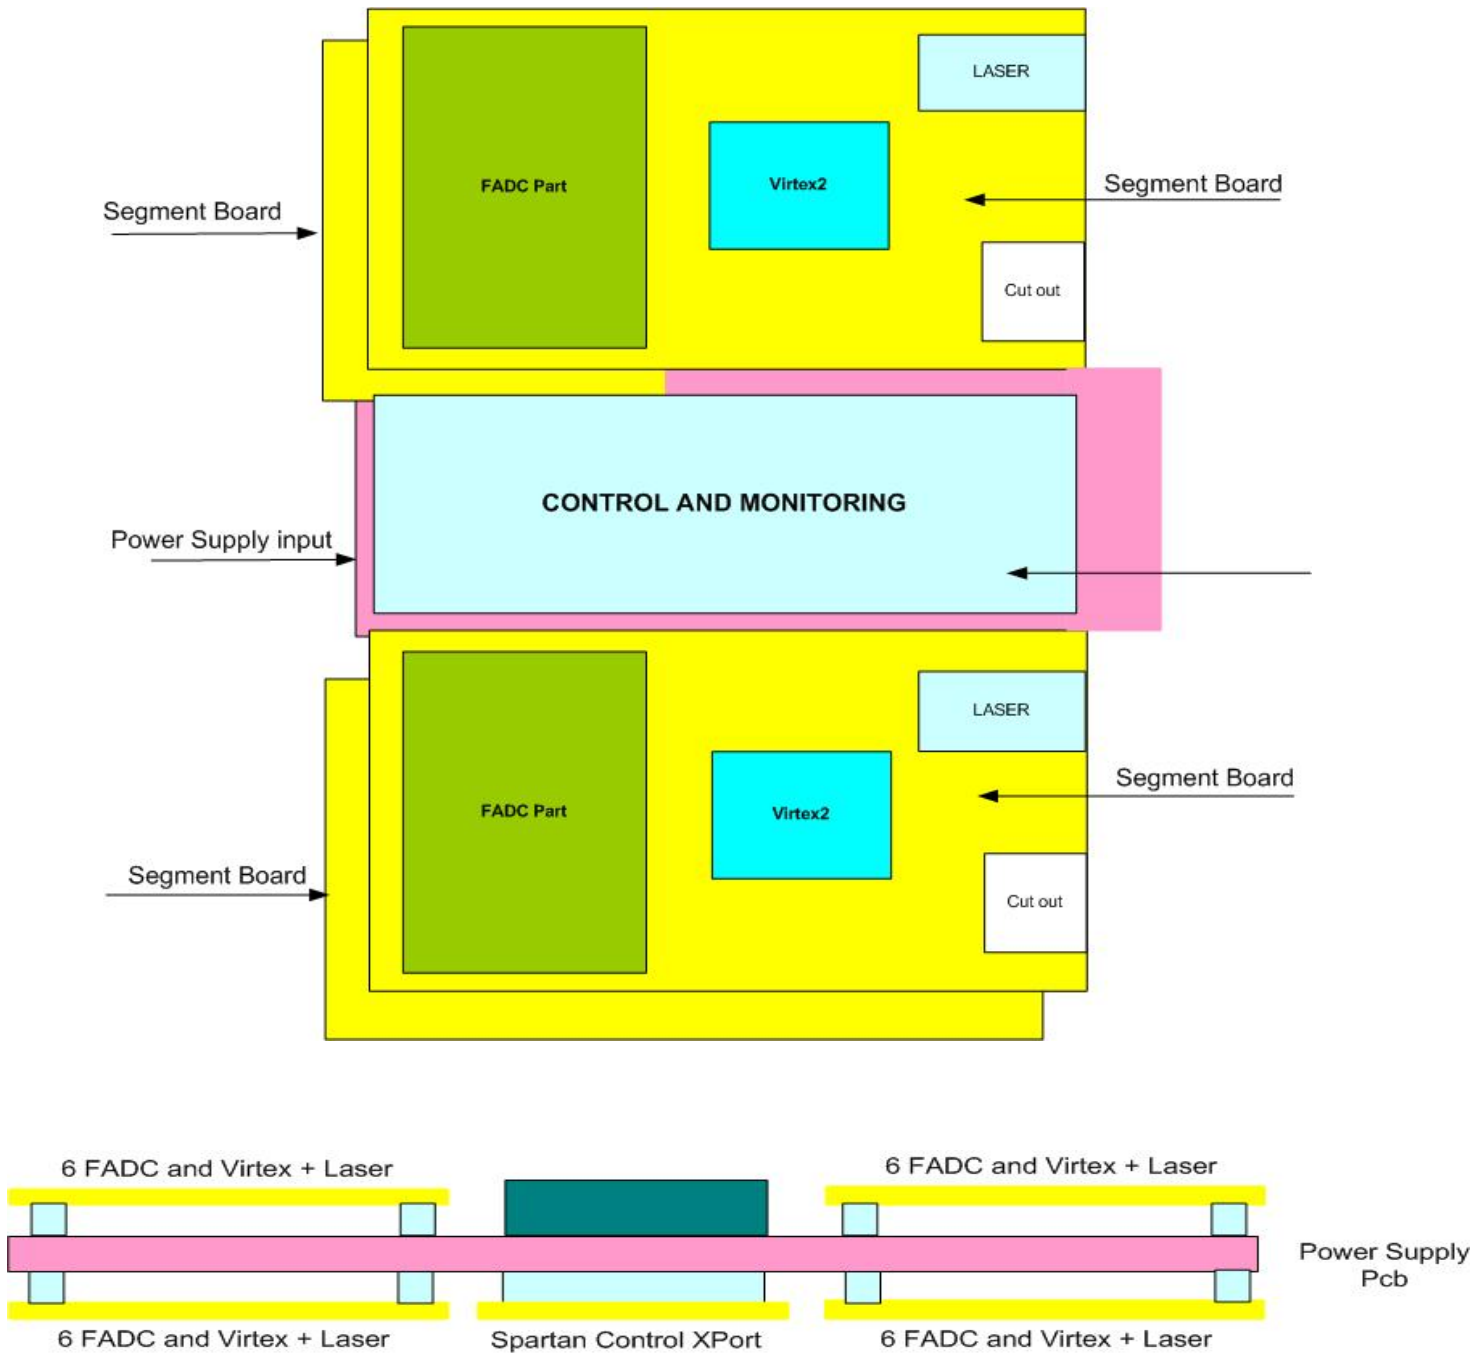 LASER
FADC Part
Virtex2
Segment Board
Segment Board
Cut out
CONTROL AND MONITORING
Power Supply input
LASER
FADC Part
Virtex2
Segment Board
Segment Board
Cut out
6 FADC and Virtex + Laser
6 FADC and Virtex + Laser
Power Supply
Pcb
6 FADC and Virtex + Laser
Spartan Control XPort
6 FADC and Virtex + Laser